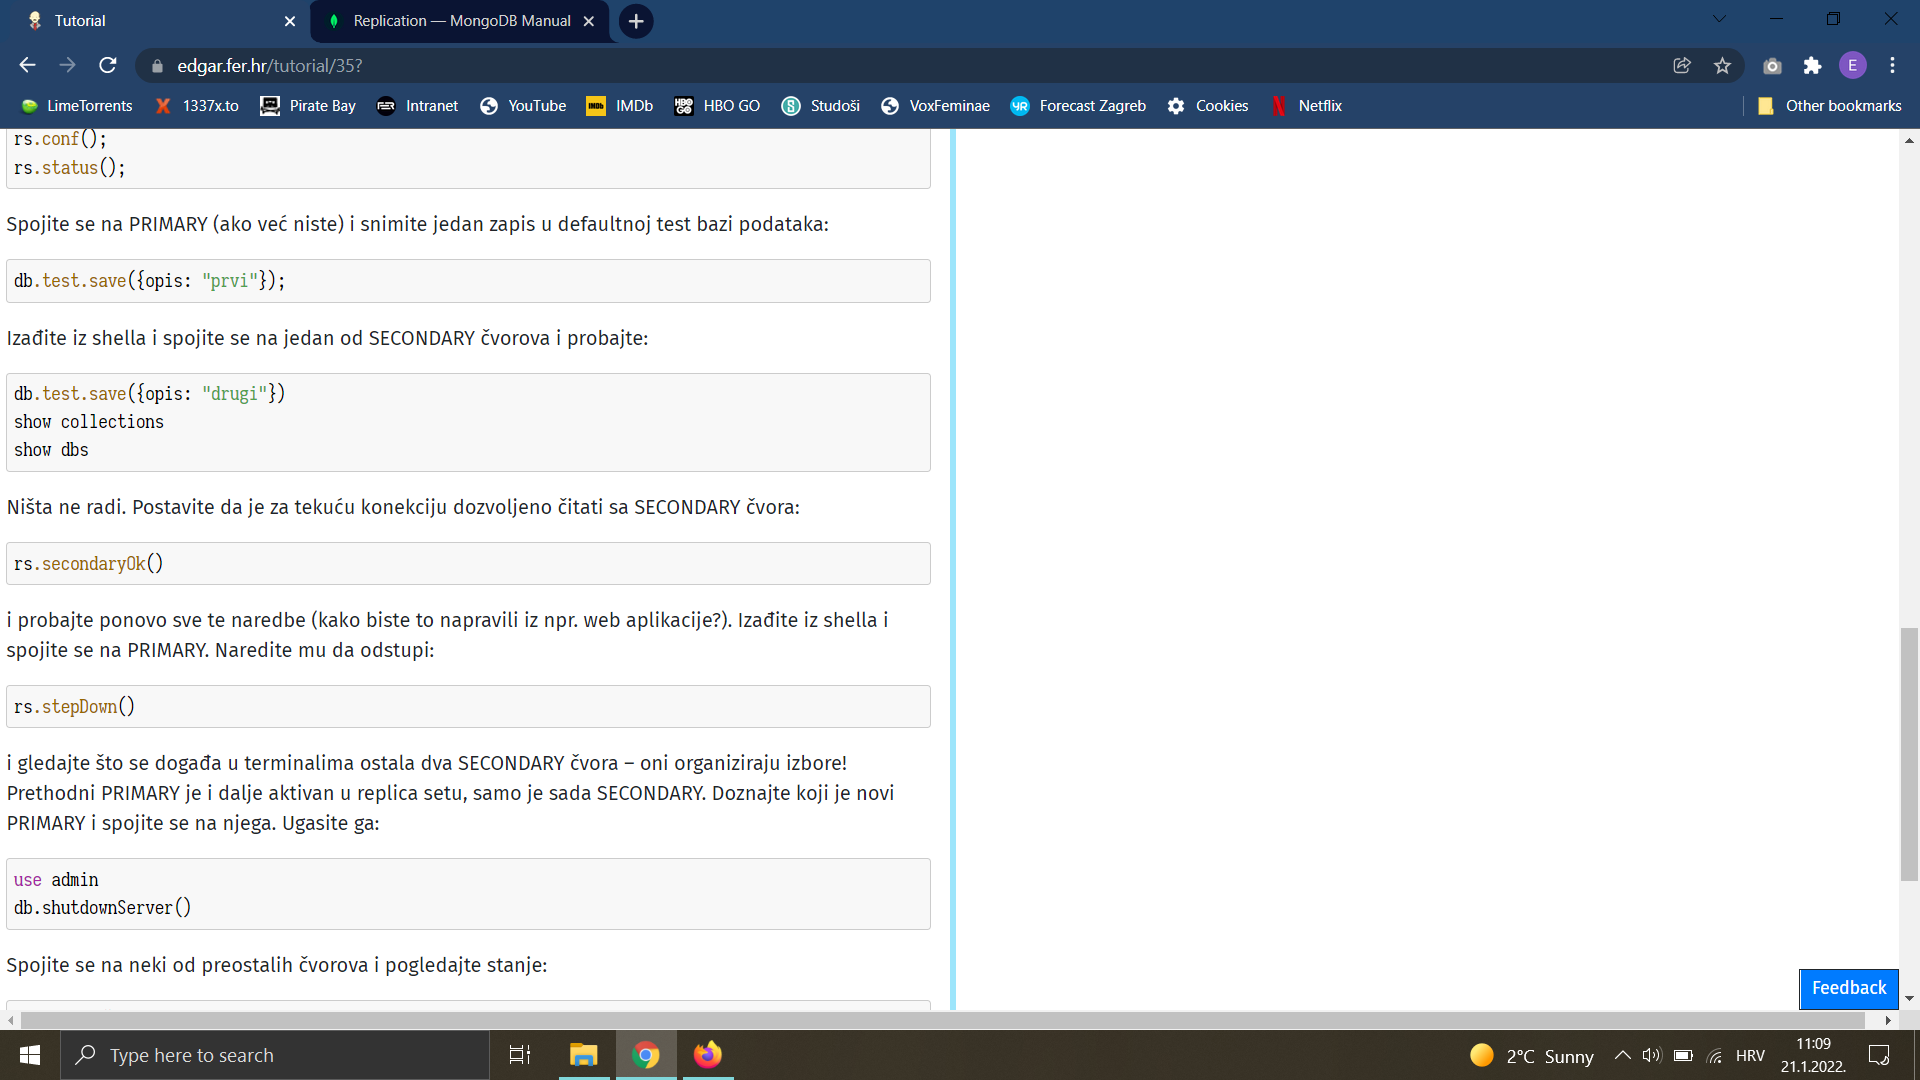 Tutorial
Replication — MongoDB Manual
edgar.fer.hr/tutorial/35?
E
LimeTorrents
1337x.to
Pirate Bay
Intranet
YouTube
IMDb
HBO GO
Studoši
VoxFeminae
Forecast Zagreb
Cookies
Netflix
Other bookmarks
rs.conf();
rs.status();
Spojite se na PRIMARY (ako već niste) i snimite jedan zapis u defaultnoj test bazi podataka:
db.test.save({opis: "prvi"});
Izađite iz shella i spojite se na jedan od SECONDARY čvorova i probajte:
db.test.save({opis: "drugi"})
show collections
show dbs
Ništa ne radi. Postavite da je za tekuću konekciju dozvoljeno čitati sa SECONDARY čvora:
rs.secondaryOk()
i probajte ponovo sve te naredbe (kako biste to napravili iz npr. web aplikacije?). Izađite iz shella i
spojite se na PRIMARY. Naredite mu da odstupi:
rs.stepDown()
i gledajte što se događa u terminalima ostala dva SECONDARY čvora – oni organiziraju izbore!
Prethodni PRIMARY je i dalje aktivan u replica setu, samo je sada SECONDARY. Doznajte koji je novi
PRIMARY i spojite se na njega. Ugasite ga:
use admin
db.shutdownServer()
Spojite se na neki od preostalih čvorova i pogledajte stanje:
Feedback
Type here to search
2°C Sunny
HRV
11:09
21.1.2022.